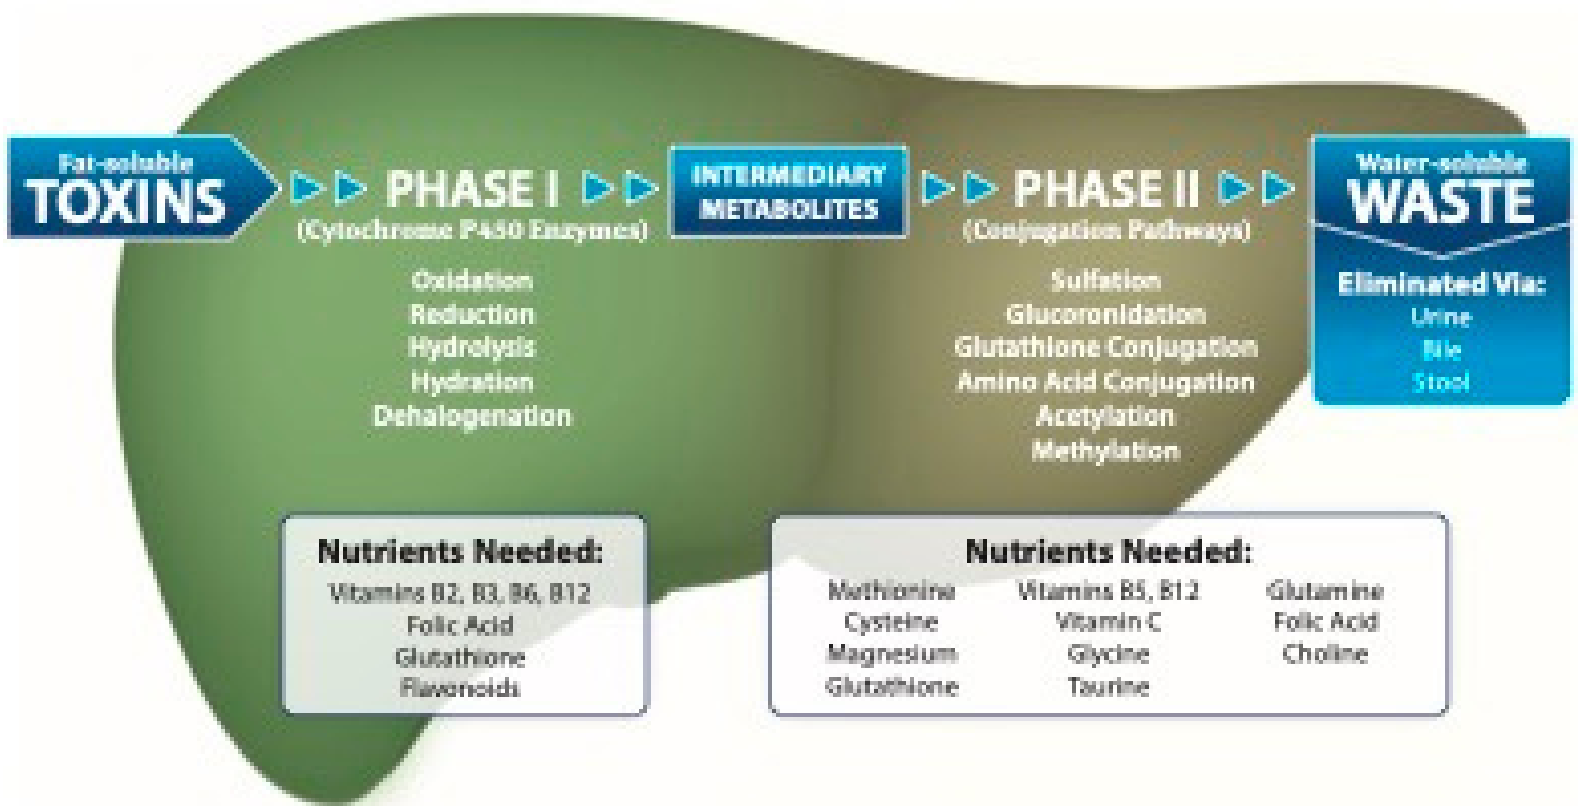 Fat-soluble
TOXINS
PHASE I
(Cytochrome P450 Enzymes)
Oxidation
Reduction
Hydrolysis
Hydration
Dehalogenation
INTERMEDIARY
METABOLITES
PHASE II
(Conjugation Pathways)
Sulfation
Glucoronidation
Glutathione Conjugation
Amino Acid Conjugation
Acetylation
Methylation
Water-soluble
WASTE
Eliminated Via:
Urine
Bile
Stool
Nutrients Needed:
Vitamins B2, B3, B6, B12
Folic Acid
Glutathione
Flavonoids
Nutrients Needed:
Methionine
Cysteine
Magnesium
Glutathione
Vitamins B5, B12
Vitamin C
Glycine
Taurine
Glutamine
Folic Acid
Choline